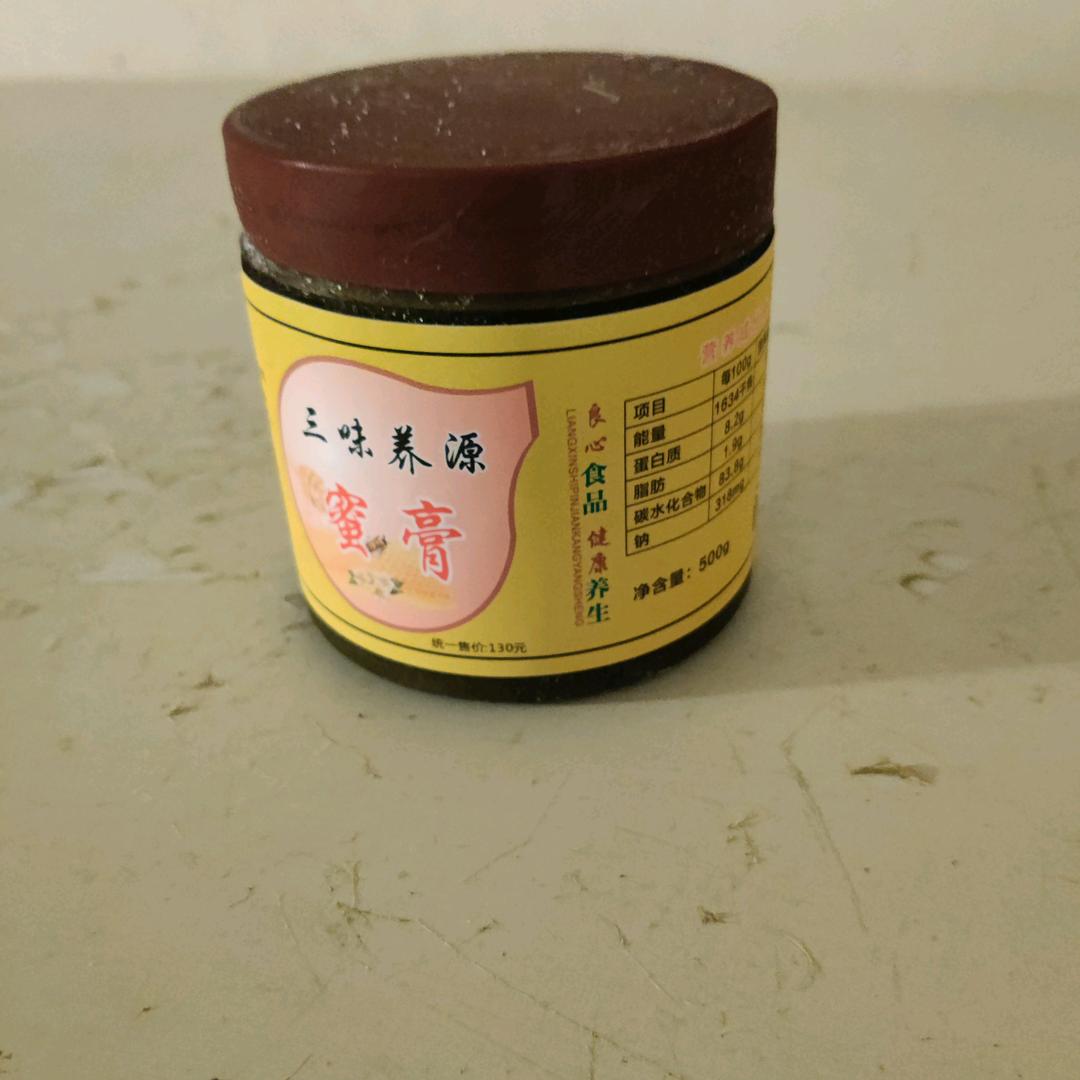 三味养源
蜜膏
统一售价:130元
良心食品 健康养生
LIANGXINSHIPINJIANKANGYANGSHENG
营养
项目 每100g
能量 1634千焦
蛋白质 8.2g
脂肪 1.9g
碳水化合物 83.8g
钠 318mg
净含量：500g